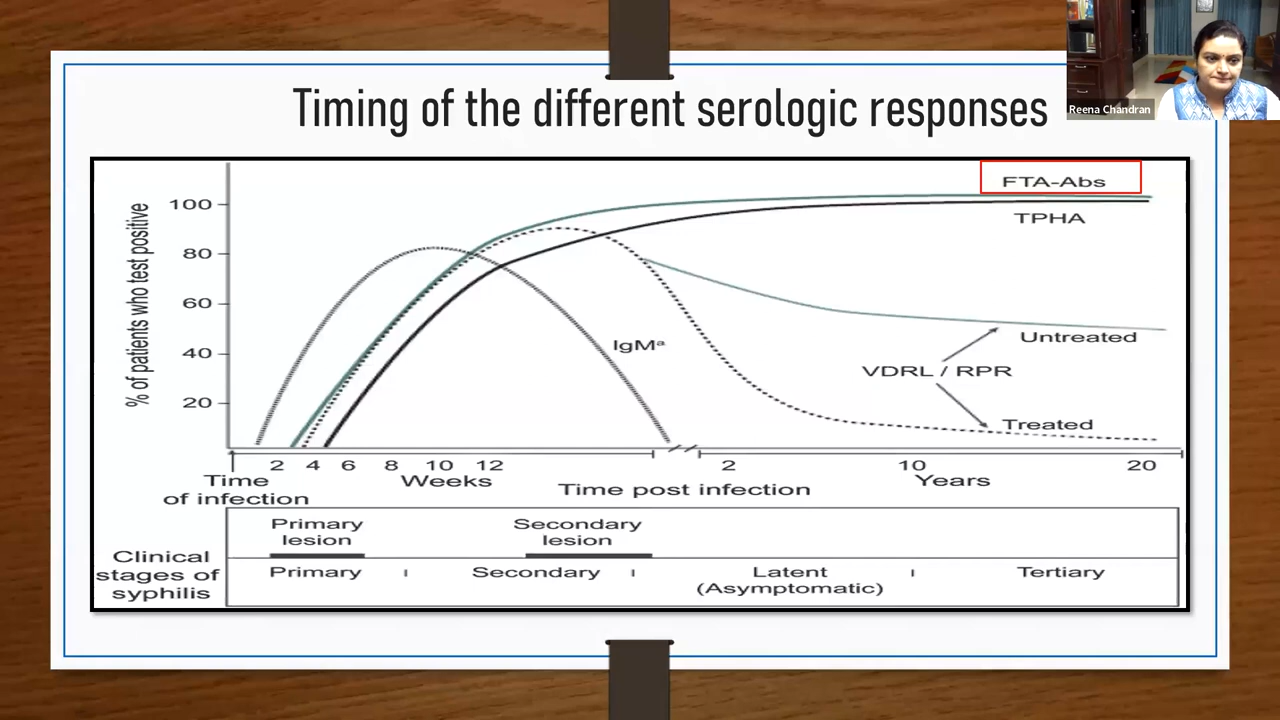 Timing of the different serologic responses
Reena Chandran
FTA-Abs
TPHA
% of patients who test positive
100
80
60
40
20
IgMᵃ
Untreated
VDRL / RPR
Treated
2 4 6 8 10 12
2 10 20
Time
of infection
Weeks
Time post infection
Years
Primary
lesion
Secondary
lesion
Clinical
stages of
syphilis
Primary
Secondary
Latent
(Asymptomatic)
Tertiary